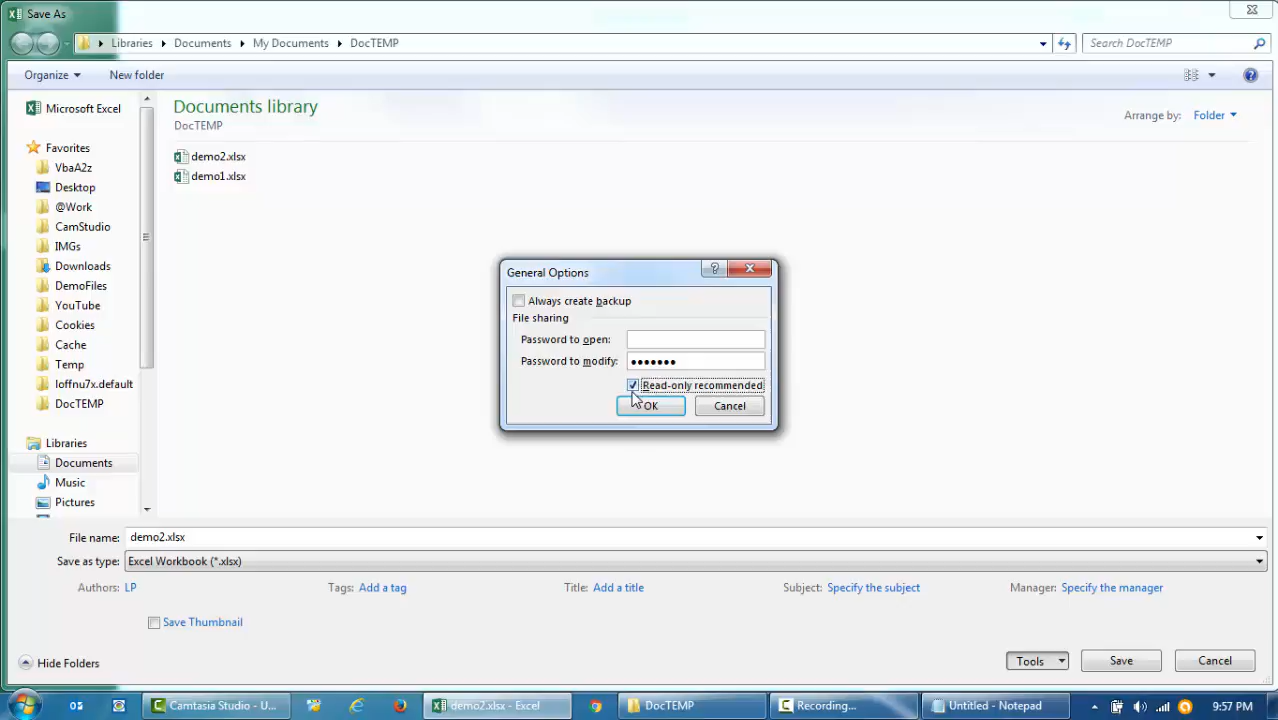 Save As
Libraries Documents My Documents DocTEMP
Search DocTEMP
Organize
New folder
Microsoft Excel
Favorites
VbaA2z
Desktop
@Work
CamStudio
IMGs
Downloads
DemoFiles
YouTube
Cookies
Cache
Temp
loffnu7x.default
DocTEMP
Libraries
Documents
Music
Pictures
Documents library
DocTEMP
Arrange by: Folder
demo2.xlsx
demo1.xlsx
General Options
Always create backup
File sharing
Password to open:
Password to modify: •••••••
Read-only recommended
OK
Cancel
File name: demo2.xlsx
Save as type: Excel Workbook (*.xlsx)
Authors: LP
Tags: Add a tag
Title: Add a title
Subject: Specify the subject
Manager: Specify the manager
Save Thumbnail
Hide Folders
Tools
Save
Cancel
Camtasia Studio - U...
demo2.xlsx - Excel
DocTEMP
Recording...
Untitled - Notepad
9:57 PM